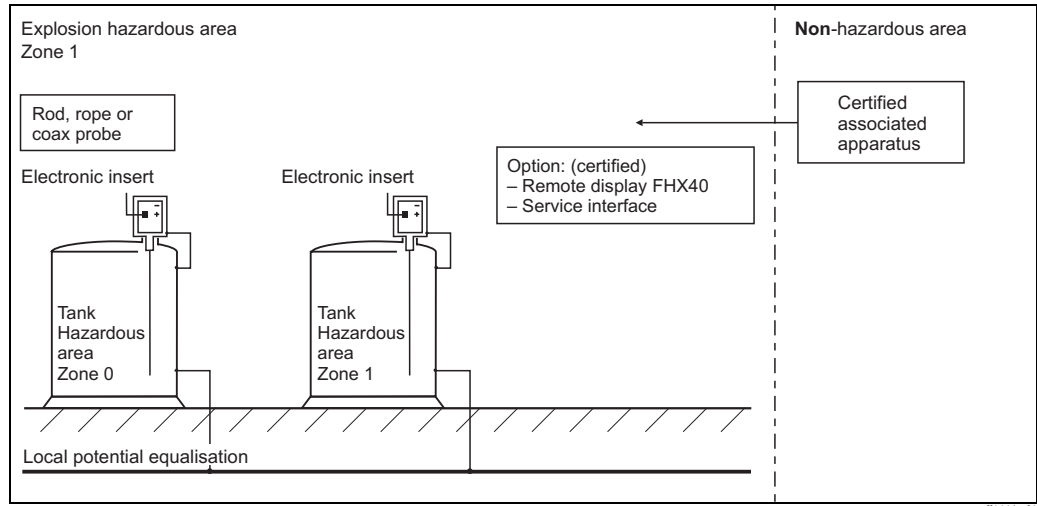 Explosion hazardous area
Zone 1
Non-hazardous area
Rod, rope or
coax probe
Certified
associated
apparatus
Option: (certified)
– Remote display FHX40
– Service interface
Electronic insert
Electronic insert
–
+
–
+
Tank
Hazardous
area
Zone 0
Tank
Hazardous
area
Zone 1
Local potential equalisation